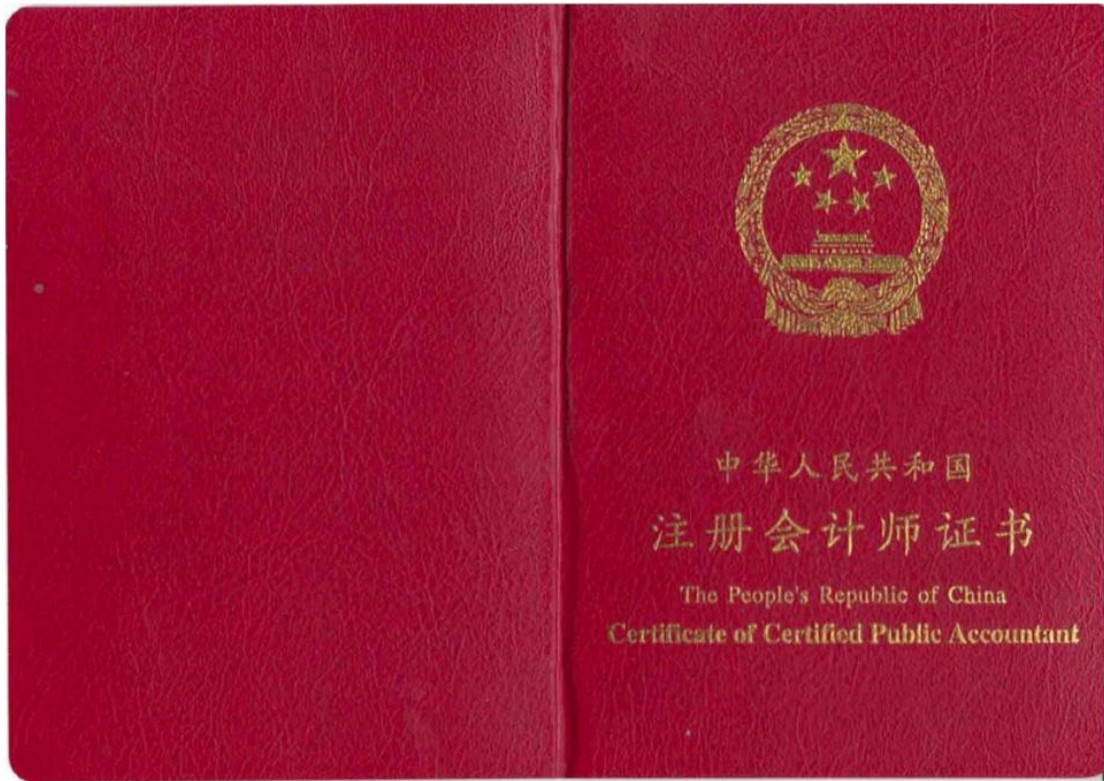 中华人民共和国
注册会计师证书
The People's Republic of China
Certificate of Certified Public Accountant